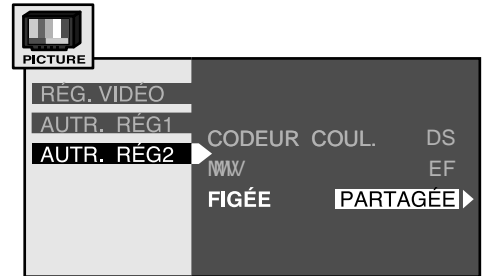 PICTURE
RÉG. VIDÉO
AUTR. RÉG1
AUTR. RÉG2
CODEUR COUL. DS
EF
FIGÉE PARTAGÉE